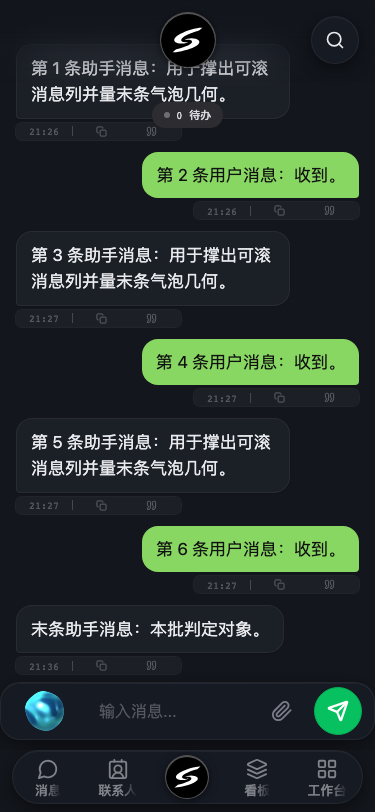 第 1 条助手消息：用于撑出可滚
消息列并量末条气泡几何。
0 待办
21:26
第 2 条用户消息：收到。
21:26
第 3 条助手消息：用于撑出可滚
消息列并量末条气泡几何。
21:27
第 4 条用户消息：收到。
21:27
第 5 条助手消息：用于撑出可滚
消息列并量末条气泡几何。
21:27
第 6 条用户消息：收到。
21:27
末条助手消息：本批判定对象。
21:36
输入消息...
消息 联系人 看板 工作台